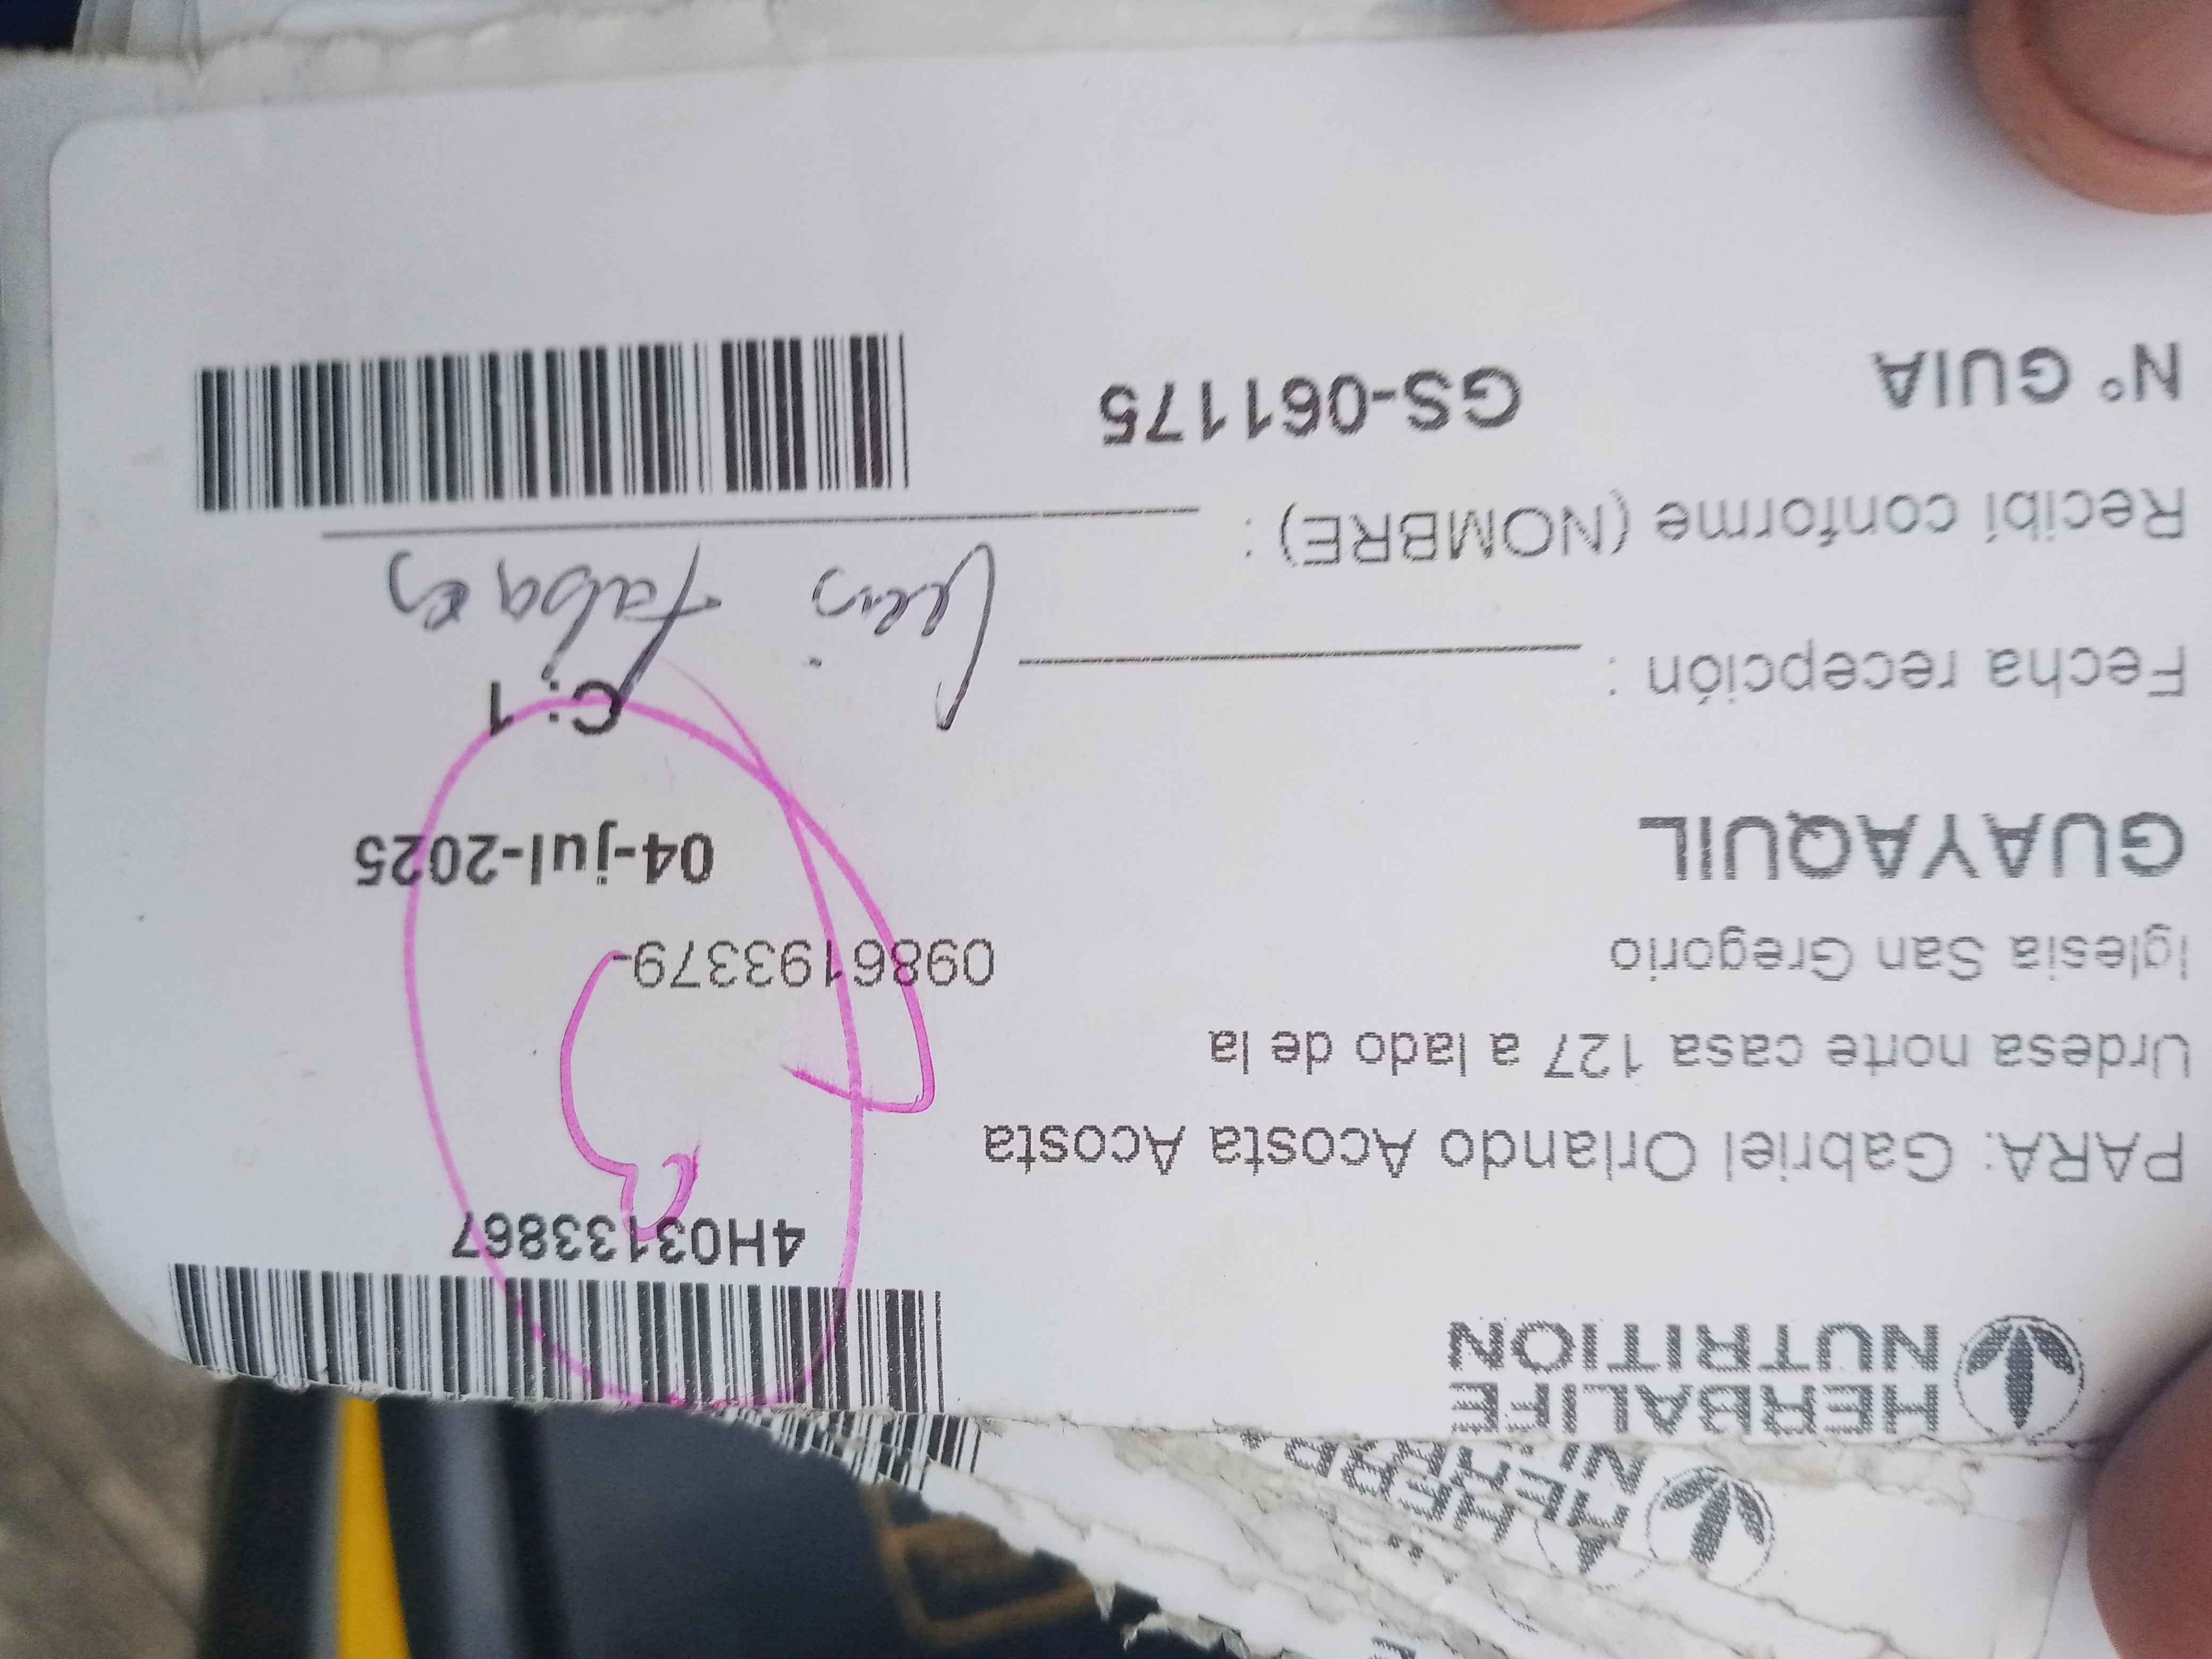 HERBALIFE
NUTRITION
4H03133867
PARA: Gabriel Orlando Acosta Acosta
Urdesa norte casa 127 a lado de la
Iglesia San Gregorio
0986193379-
GUAYAQUIL
04-jul-2025
C: 1
Fecha recepción :
Recibí conforme (NOMBRE) :
N° GUIA GS-061175